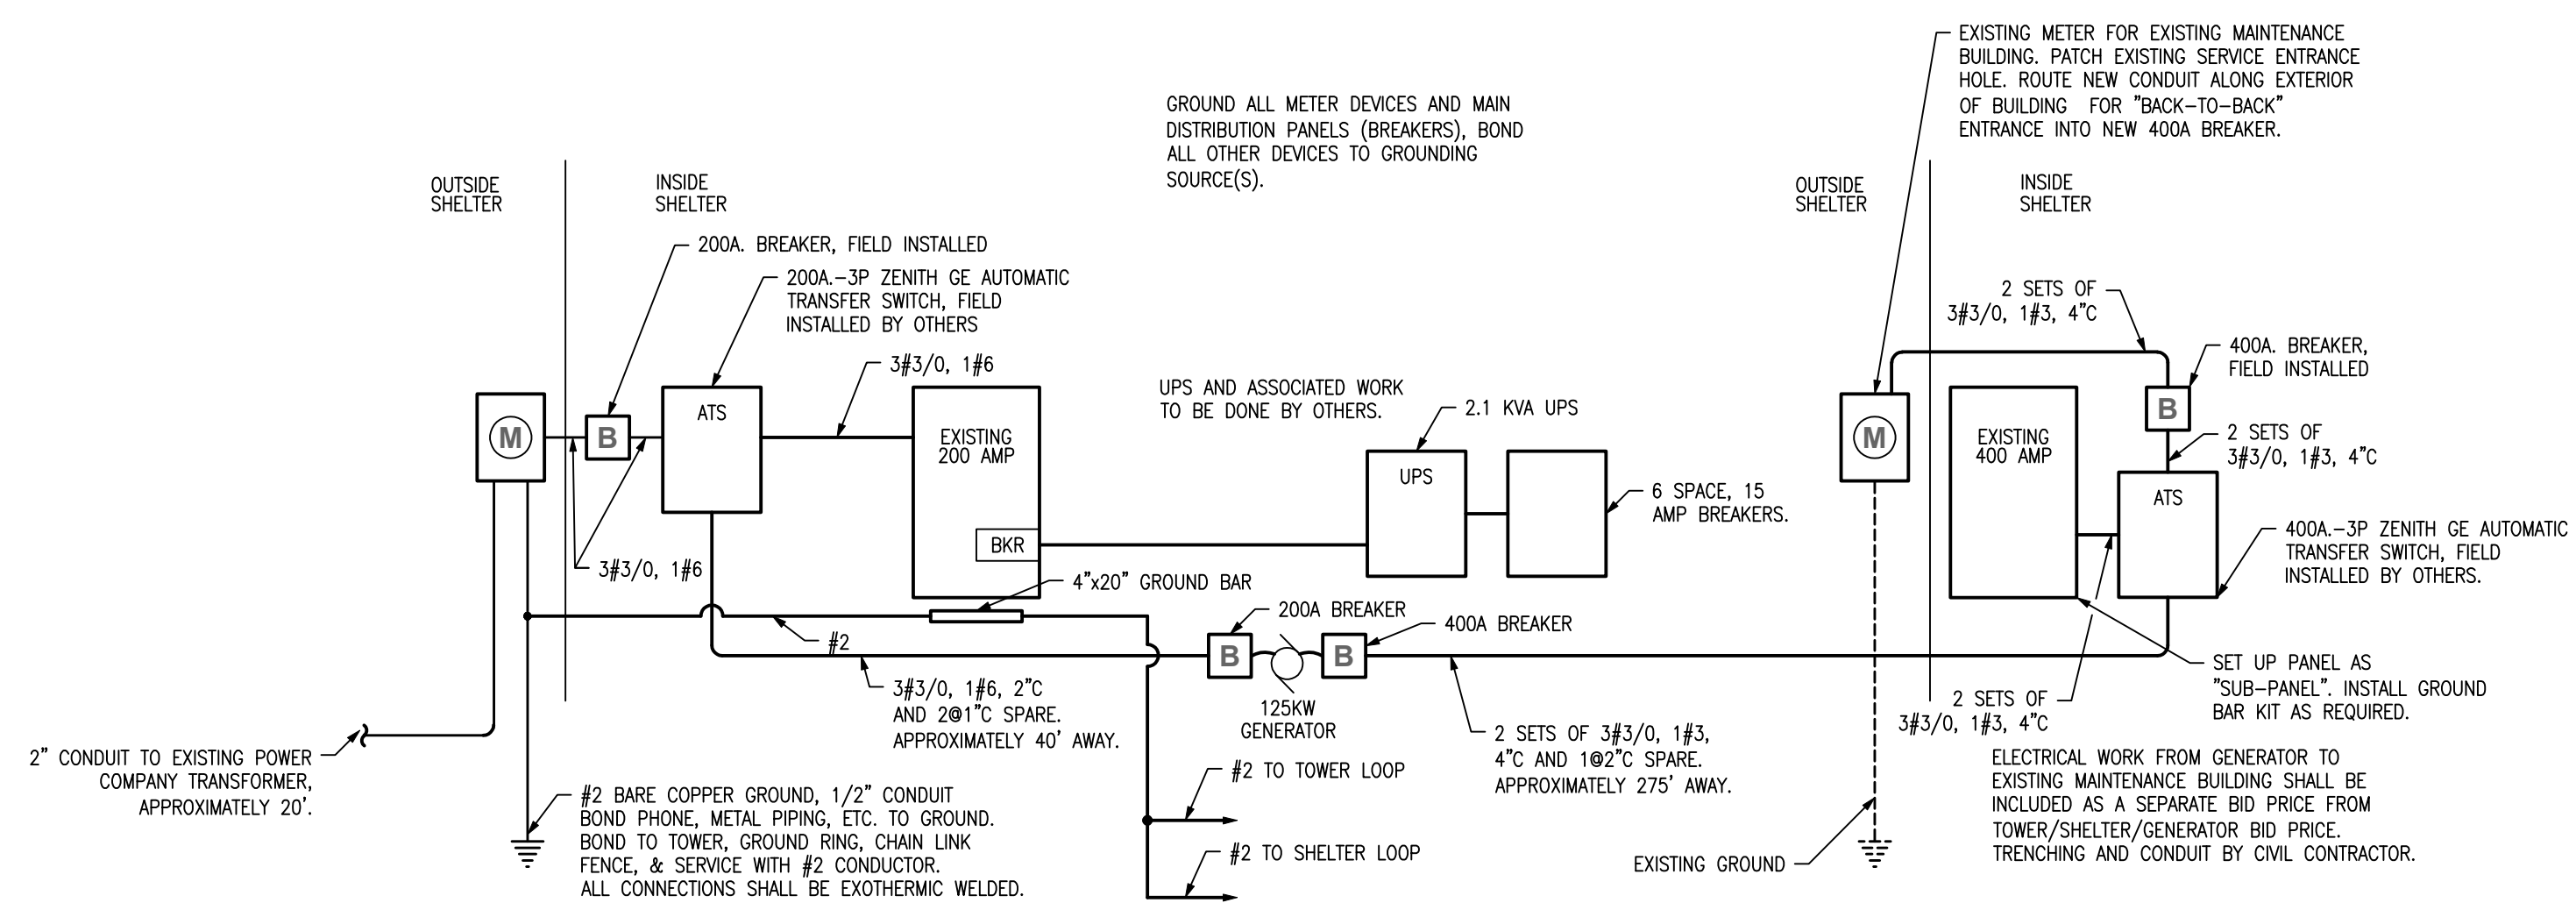 EXISTING METER FOR EXISTING MAINTENANCE
BUILDING. PATCH EXISTING SERVICE ENTRANCE
HOLE. ROUTE NEW CONDUIT ALONG EXTERIOR
OF BUILDING FOR "BACK-TO-BACK"
ENTRANCE INTO NEW 400A BREAKER.
GROUND ALL METER DEVICES AND MAIN
DISTRIBUTION PANELS (BREAKERS), BOND
ALL OTHER DEVICES TO GROUNDING
SOURCE(S).
OUTSIDE
SHELTER
INSIDE
SHELTER
OUTSIDE
SHELTER
INSIDE
SHELTER
200A. BREAKER, FIELD INSTALLED
200A.-3P ZENITH GE AUTOMATIC
TRANSFER SWITCH, FIELD
INSTALLED BY OTHERS
2 SETS OF
3#3/0, 1#3, 4"C
400A. BREAKER,
FIELD INSTALLED
3#3/0, 1#6
UPS AND ASSOCIATED WORK
TO BE DONE BY OTHERS.
2.1 KVA UPS
M
B
ATS
EXISTING
200 AMP
BKR
UPS
6 SPACE, 15
AMP BREAKERS.
M
EXISTING
400 AMP
B
2 SETS OF
3#3/0, 1#3, 4"C
ATS
400A.-3P ZENITH GE AUTOMATIC
TRANSFER SWITCH, FIELD
INSTALLED BY OTHERS.
3#3/0, 1#6
4"x20" GROUND BAR
200A BREAKER
400A BREAKER
#2
B
B
125KW
GENERATOR
3#3/0, 1#6, 2"C
AND 2@1"C SPARE.
APPROXIMATELY 40' AWAY.
2 SETS OF 3#3/0, 1#3,
4"C AND 1@2"C SPARE.
APPROXIMATELY 275' AWAY.
2 SETS OF
3#3/0, 1#3, 4"C
SET UP PANEL AS
"SUB-PANEL". INSTALL GROUND
BAR KIT AS REQUIRED.
2" CONDUIT TO EXISTING POWER
COMPANY TRANSFORMER,
APPROXIMATELY 20'.
#2 BARE COPPER GROUND, 1/2" CONDUIT
BOND PHONE, METAL PIPING, ETC. TO GROUND.
BOND TO TOWER, GROUND RING, CHAIN LINK
FENCE, & SERVICE WITH #2 CONDUCTOR.
ALL CONNECTIONS SHALL BE EXOTHERMIC WELDED.
#2 TO TOWER LOOP
#2 TO SHELTER LOOP
EXISTING GROUND
ELECTRICAL WORK FROM GENERATOR TO
EXISTING MAINTENANCE BUILDING SHALL BE
INCLUDED AS A SEPARATE BID PRICE FROM
TOWER/SHELTER/GENERATOR BID PRICE.
TRENCHING AND CONDUIT BY CIVIL CONTRACTOR.